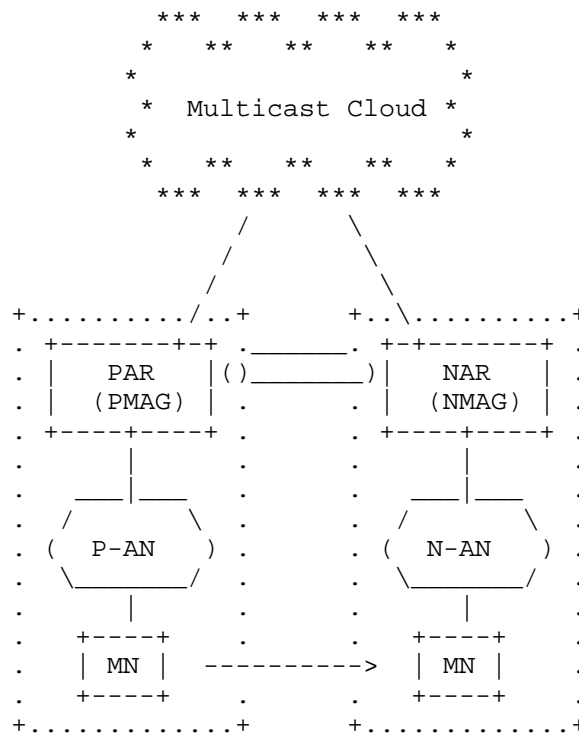 Multicast Cloud
PAR NAR
(PMAG) (NMAG)
P-AN N-AN
MN MN